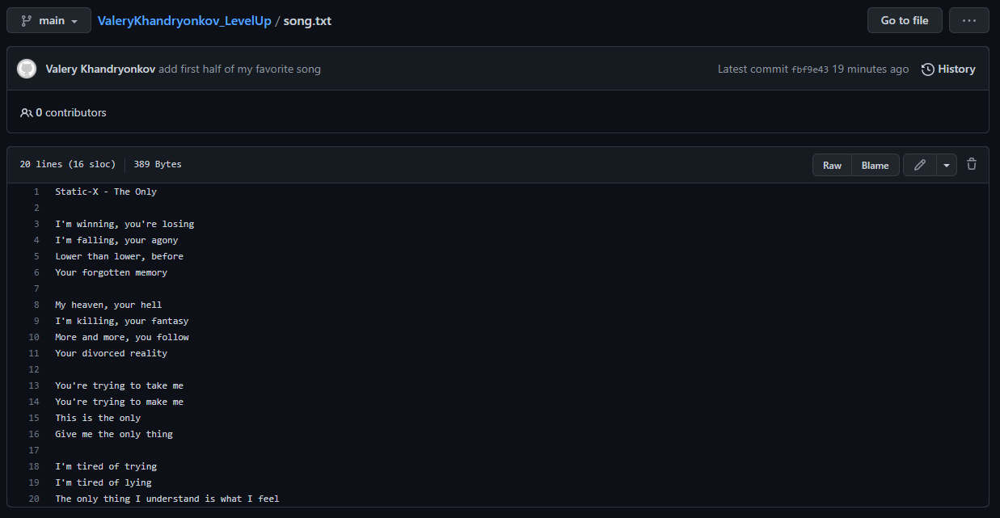 main ValeryKhandryonkov_LevelUp / song.txt Go to file ...
Valery Khandryonkov add first half of my favorite song Latest commit fbf9e43 19 minutes ago History
0 contributors
20 lines (16 sloc) 389 Bytes Raw Blame
1 Static-X - The Only
2
3 I'm winning, you're losing
4 I'm falling, your agony
5 Lower than lower, before
6 Your forgotten memory
7
8 My heaven, your hell
9 I'm killing, your fantasy
10 More and more, you follow
11 Your divorced reality
12
13 You're trying to take me
14 You're trying to make me
15 This is the only
16 Give me the only thing
17
18 I'm tired of trying
19 I'm tired of lying
20 The only thing I understand is what I feel